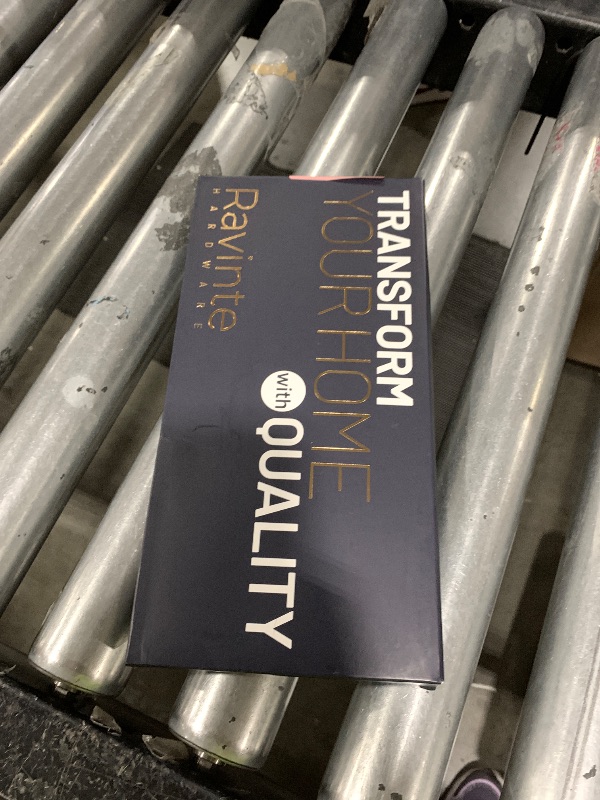 TRANSFORM
YOUR HOME
with QUALITY
Ravinte
HARDWARE